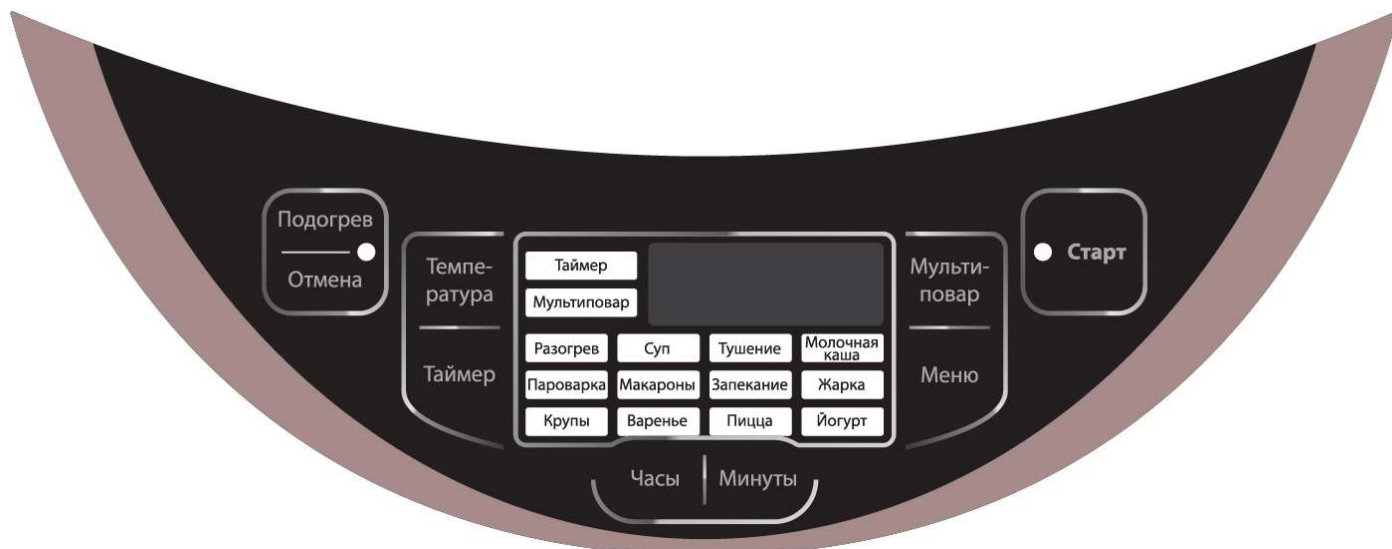 Подогрев
Отмена
Темпе-
ратура
Таймер
Таймер
Мультиповар
Разогрев Суп Тушение Молочная каша
Пароварка Макароны Запекание Жарка
Крупы Варенье Пицца Йогурт
Мульти-
повар
Меню
Старт
Часы Минуты